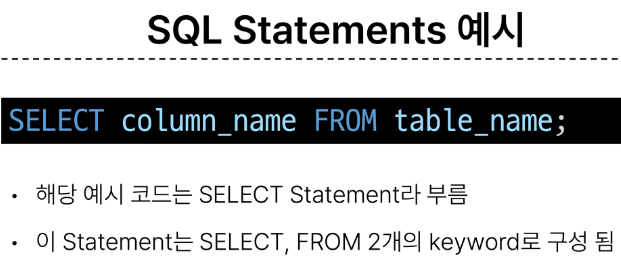 SQL Statements 예시
SELECT column_name FROM table_name;
• 해당 예시 코드는 SELECT Statement라 부름
• 이 Statement는 SELECT, FROM 2개의 keyword로 구성 됨